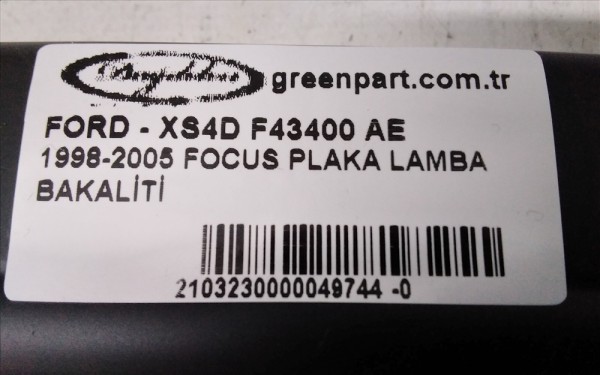 greenpart.com.tr
FORD - XS4D F43400 AE
1998-2005 FOCUS PLAKA LAMBA
BAKALİTİ
2103230000049744 -0